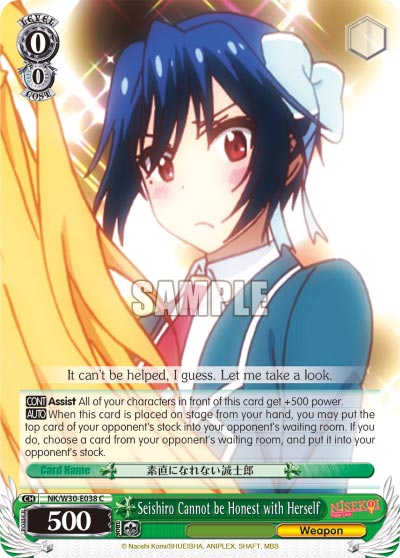 LEVEL
0
0
COST
SAMPLE
It can't be helped, I guess. Let me take a look.
CONT Assist All of your characters in front of this card get +500 power.
AUTO When this card is placed on stage from your hand, you may put the
top card of your opponent's stock into your opponent's waiting room. If you
do, choose a card from your opponent's waiting room, and put it into your
opponent's stock.
Card Name 素直になれない誠士郎
CH NK/W30-E038 C
POWER 500
Seishiro Cannot be Honest with Herself
NISEKOI
Weapon
©Naoshi Komi/SHUEISHA, ANIPLEX, SHAFT, MBS